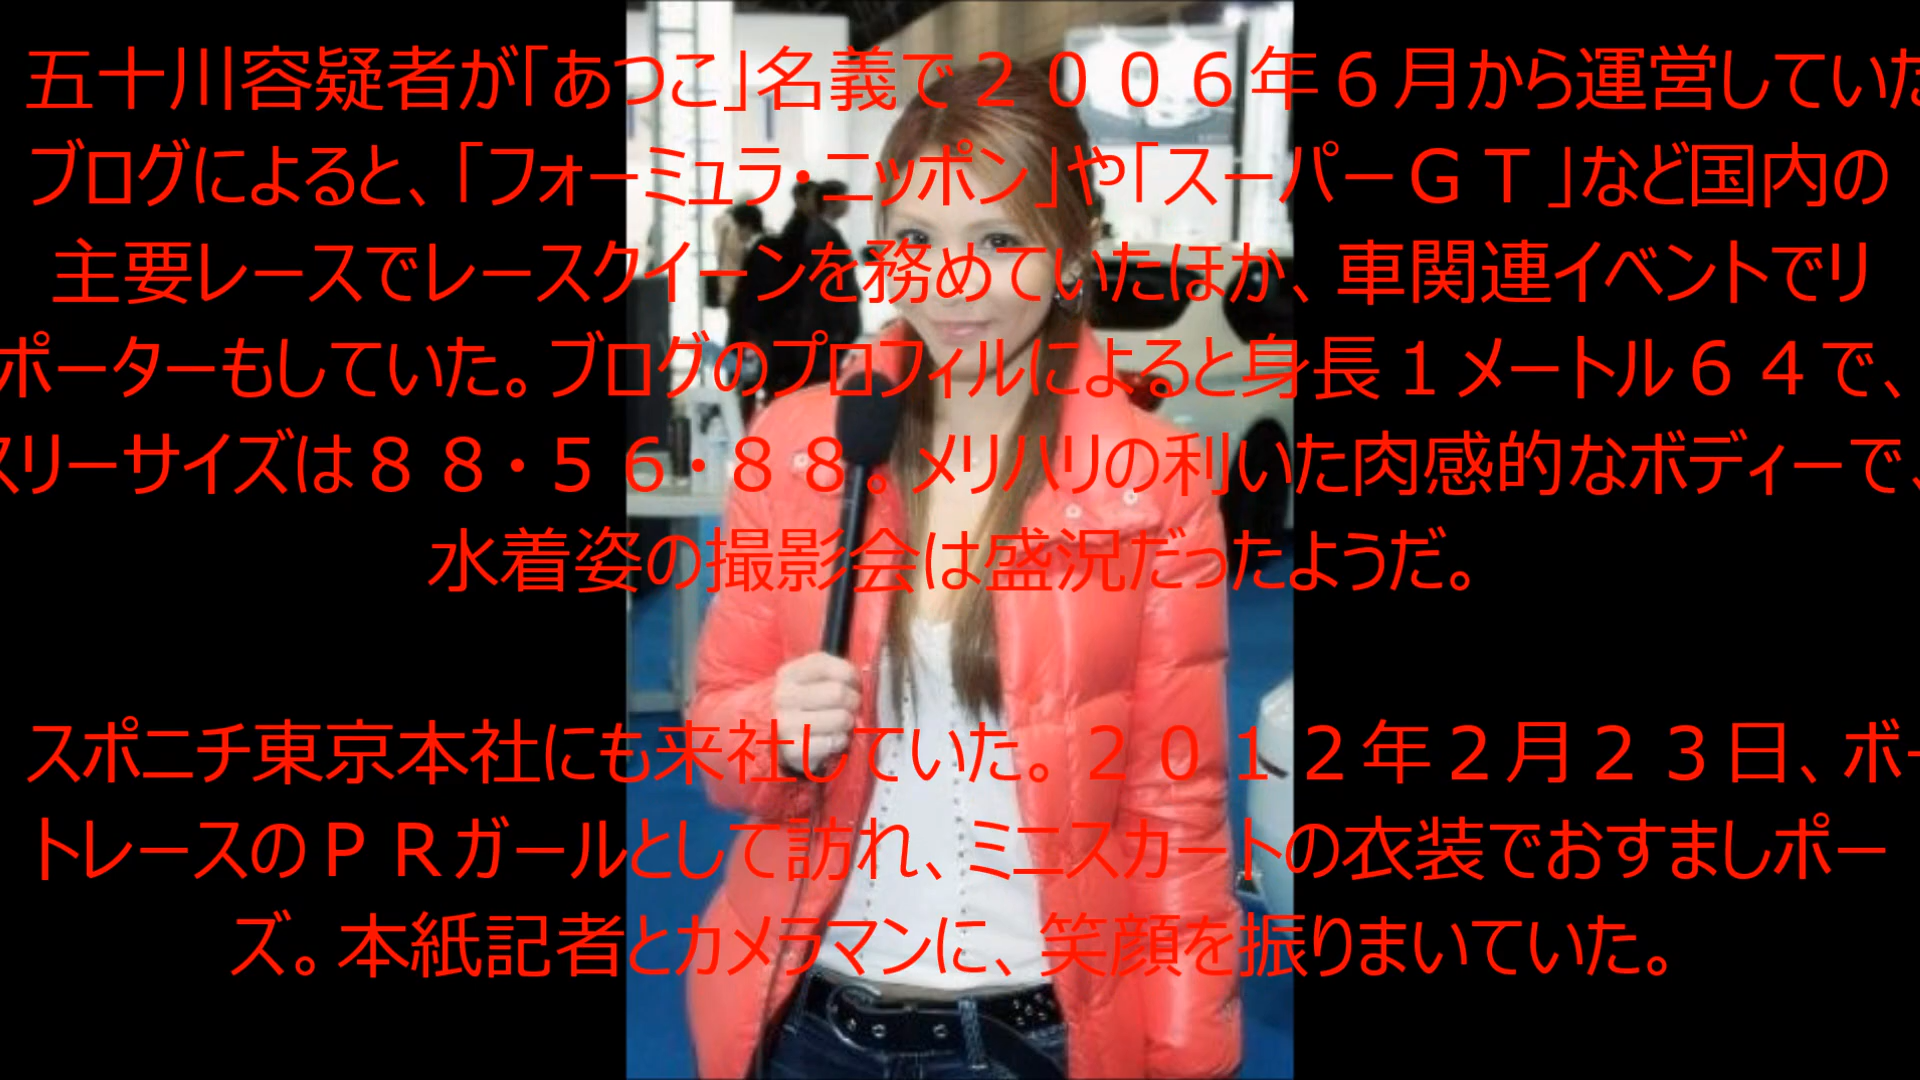 五十川容疑者が「あつこ」名義で２００６年６月から運営していた
ブログによると、「フォーミュラ・ニッポン」や「スーパーＧＴ」など国内の
主要レースでレースクイーンを務めていたほか、車関連イベントでリ
ポーターもしていた。ブログのプロフィルによると身長１メートル６４で、
スリーサイズは８８・５６・８８。メリハリの利いた肉感的なボディーで、
水着姿の撮影会は盛況だったようだ。
スポニチ東京本社にも来社していた。２０１２年２月２３日、ボー
トレースのＰＲガールとして訪れ、ミニスカートの衣装でおすましポー
ズ。本紙記者とカメラマンに、笑顔を振りまいていた。